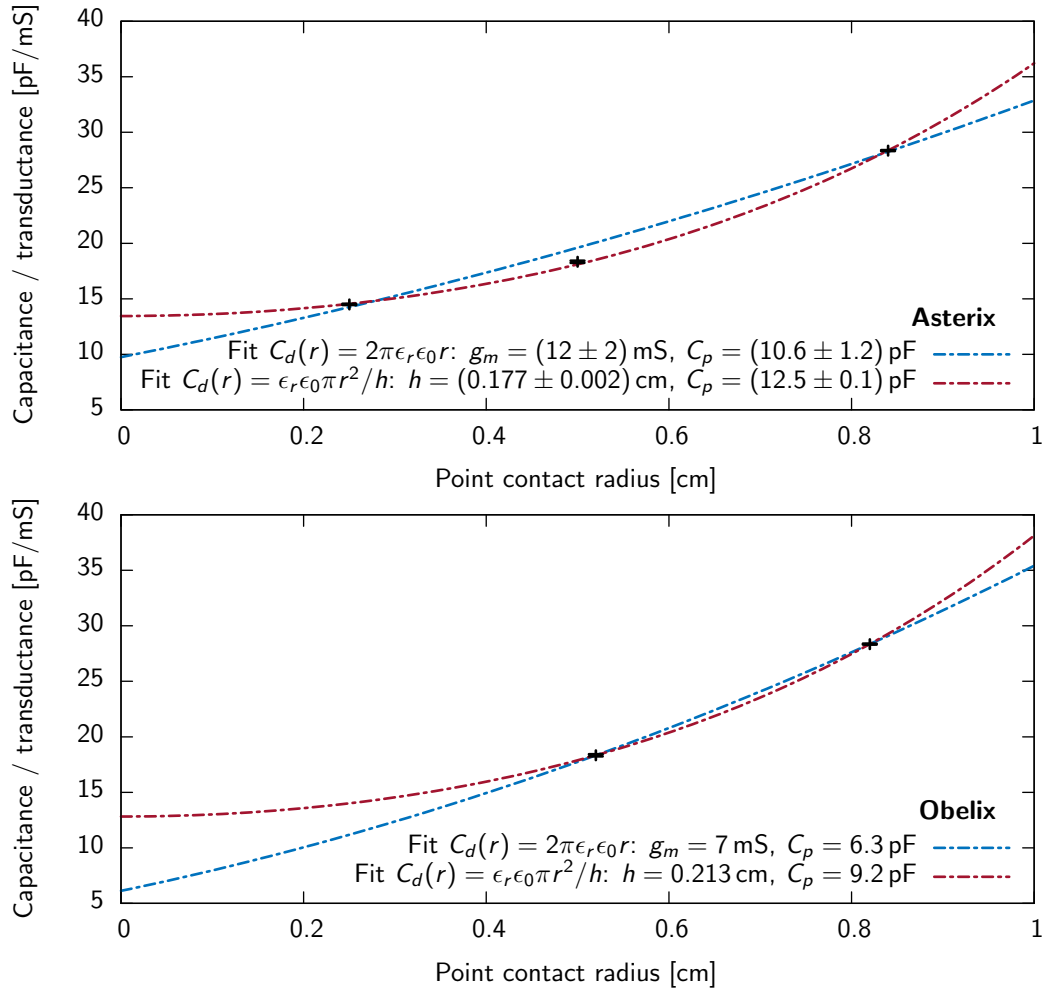 Capacitance / transductance [pF/mS]
40
35
30
25
20
15
10
5
Asterix
Fit C_d(r) = 2πϵ_rϵ_0r: g_m = (12 ± 2) mS, C_p = (10.6 ± 1.2) pF
Fit C_d(r) = ϵ_rϵ_0πr²/h: h = (0.177 ± 0.002) cm, C_p = (12.5 ± 0.1) pF
0 0.2 0.4 0.6 0.8 1
Point contact radius [cm]
Capacitance / transductance [pF/mS]
40
35
30
25
20
15
10
5
Obelix
Fit C_d(r) = 2πϵ_rϵ_0r: g_m = 7 mS, C_p = 6.3 pF
Fit C_d(r) = ϵ_rϵ_0πr²/h: h = 0.213 cm, C_p = 9.2 pF
0 0.2 0.4 0.6 0.8 1
Point contact radius [cm]